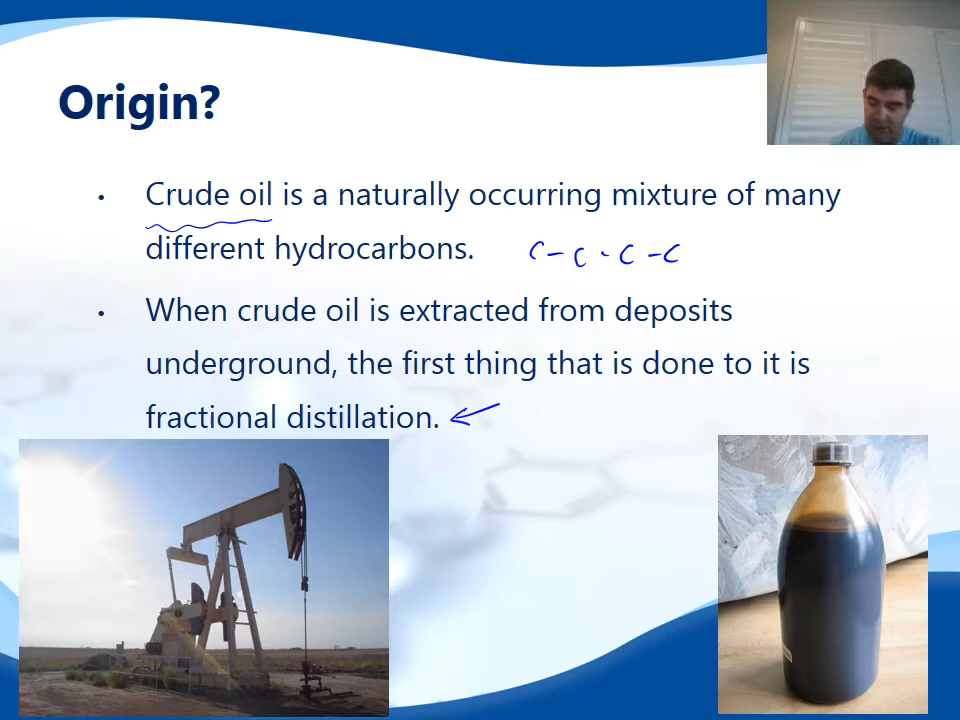 Origin?
• Crude oil is a naturally occurring mixture of many
different hydrocarbons. C - C - C - C
• When crude oil is extracted from deposits
underground, the first thing that is done to it is
fractional distillation.